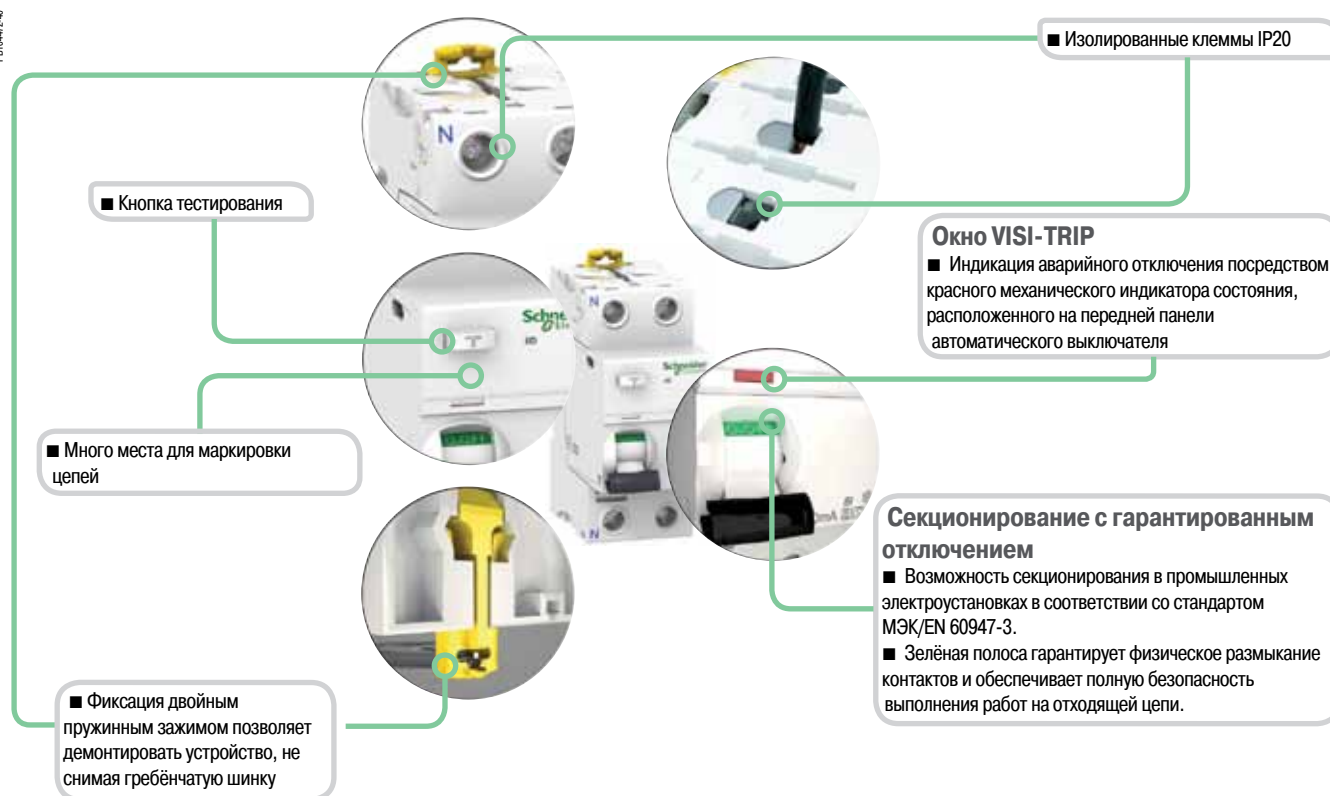 ■ Изолированные клеммы IP20
N
■ Кнопка тестирования
Окно VISI-TRIP
■ Индикация аварийного отключения посредством
красного механического индикатора состояния,
расположенного на передней панели
автоматического выключателя
N
Schneider
■ Много места для маркировки
цепей
N
Секционирование с гарантированным
отключением
■ Возможность секционирования в промышленных
электроустановках в соответствии со стандартом
МЭК/EN 60947-3.
■ Зелёная полоса гарантирует физическое размыкание
контактов и обеспечивает полную безопасность
выполнения работ на отходящей цепи.
■ Фиксация двойным
пружинным зажимом позволяет
демонтировать устройство, не
снимая гребёнчатую шинку